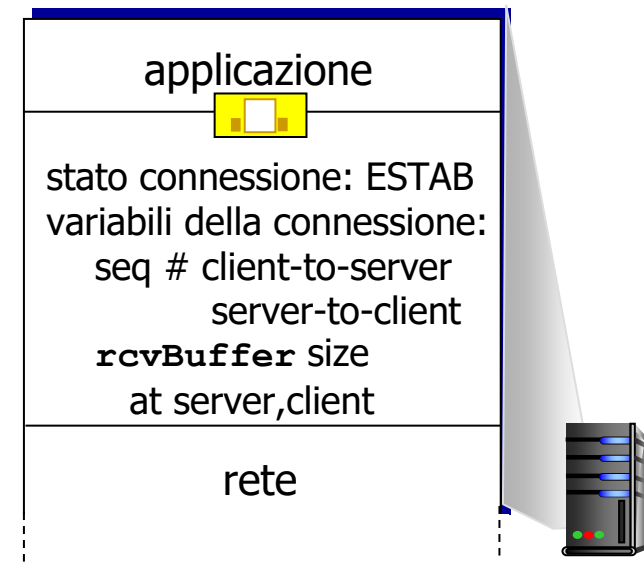 applicazione
stato connessione: ESTAB
variabili della connessione:
seq # client-to-server
server-to-client
rcvBuffer size
at server,client
rete